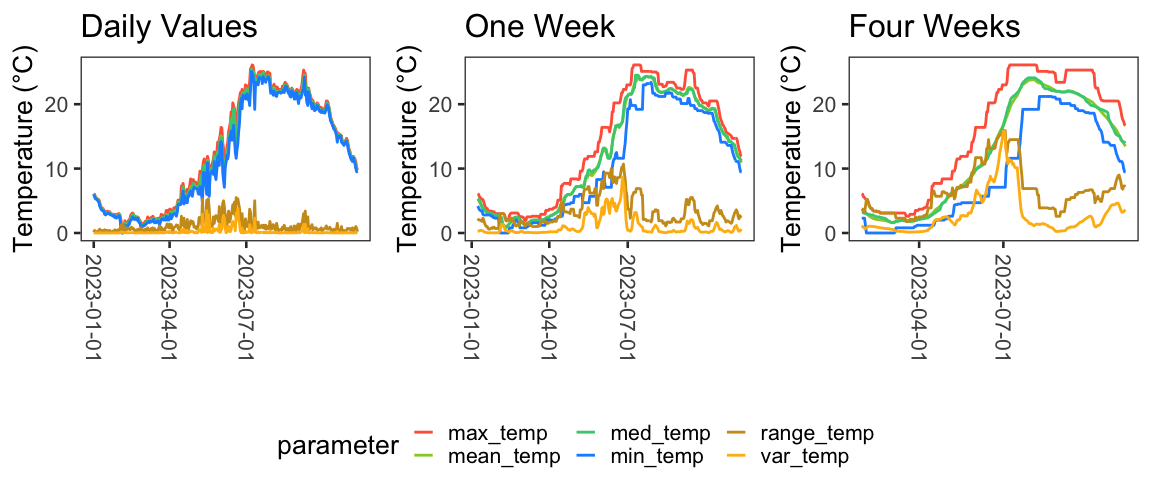 Daily Values
One Week
Four Weeks
Temperature (°C)
20
10
0
2023-01-01
2023-04-01
2023-07-01
Temperature (°C)
20
10
0
2023-01-01
2023-04-01
2023-07-01
Temperature (°C)
20
10
0
2023-04-01
2023-07-01
parameter
max_temp
med_temp
range_temp
mean_temp
min_temp
var_temp